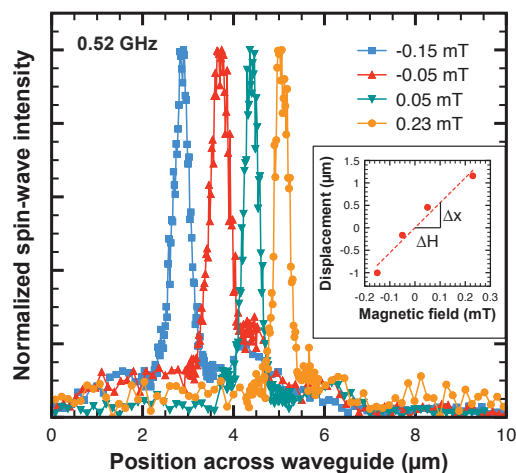 0.52 GHz
-0.15 mT
-0.05 mT
0.05 mT
0.23 mT
Normalized spin-wave intensity
Displacement (µm)
1.5
1
0.5
0
-0.5
-1
Δx
ΔH
-0.2 -0.1 0 0.1 0.2 0.3
Magnetic field (mT)
0 2 4 6 8 10
Position across waveguide (µm)